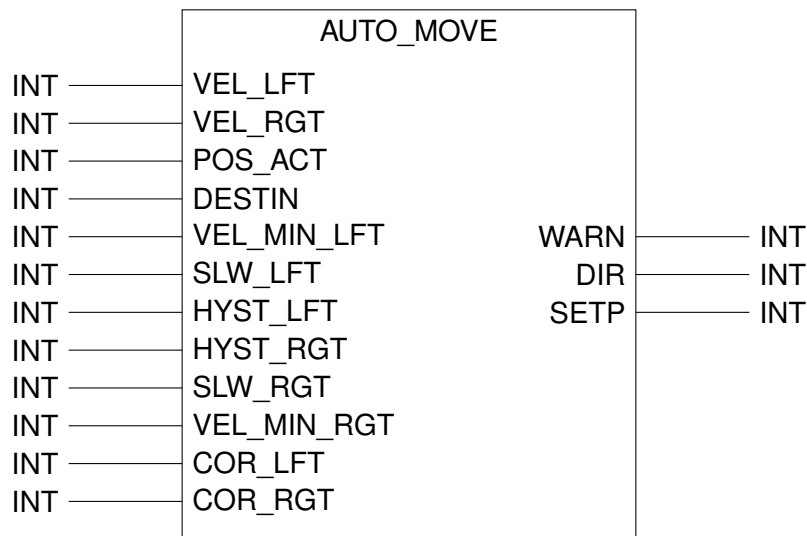 AUTO_MOVE
INT VEL_LFT
INT VEL_RGT
INT POS_ACT
INT DESTIN
INT VEL_MIN_LFT WARN INT
INT SLW_LFT DIR INT
INT HYST_LFT SETP INT
INT HYST_RGT
INT SLW_RGT
INT VEL_MIN_RGT
INT COR_LFT
INT COR_RGT